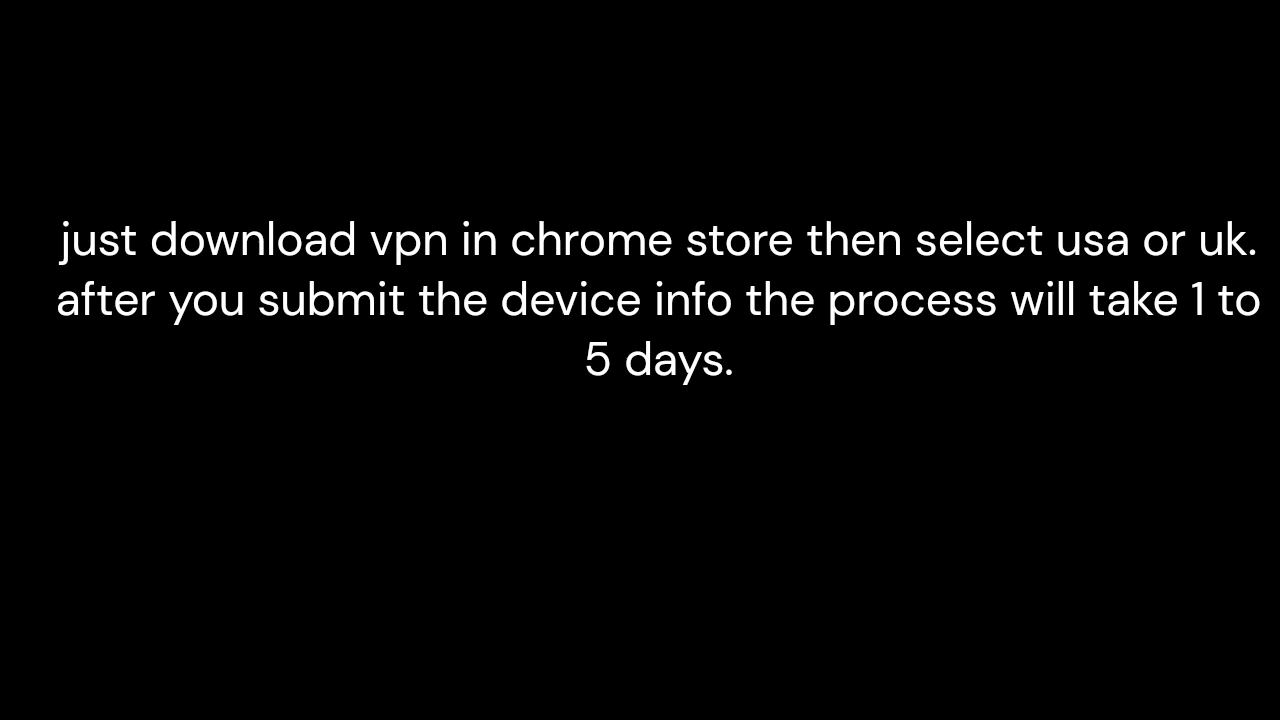 just download vpn in chrome store then select usa or uk.
after you submit the device info the process will take 1 to
5 days.